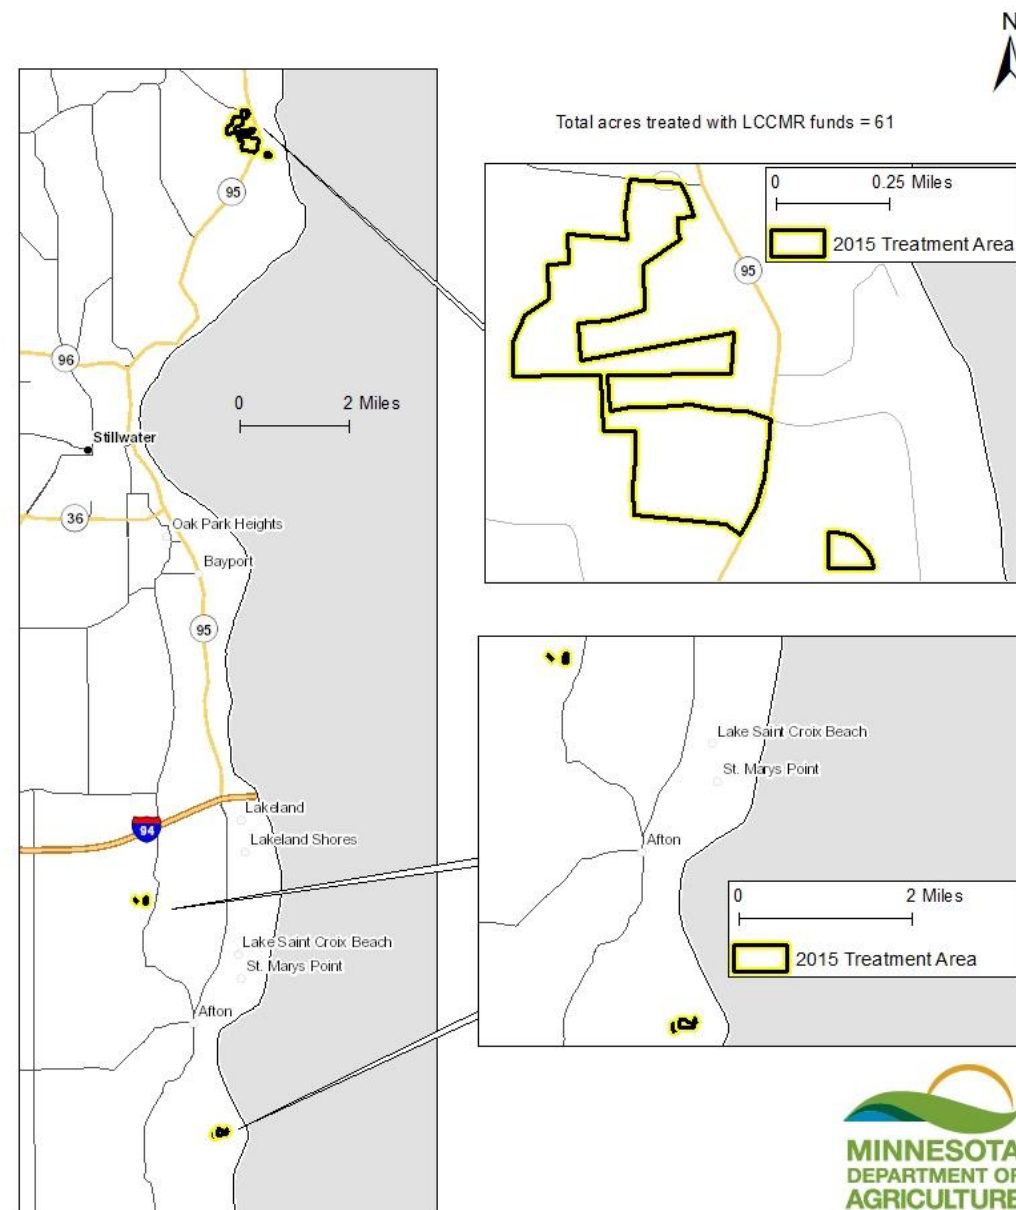 N
Total acres treated with LCCMR funds = 61
95
96
0 2 Miles
Stillwater
36
Oak Park Heights
Bayport
95
94
Lakeland
Lakeland Shores
Lake Saint Croix Beach
St. Marys Point
Afton
0 0.25 Miles
2015 Treatment Area
95
Lake Saint Croix Beach
St. Marys Point
Afton
0 2 Miles
2015 Treatment Area
MINNESOTA
DEPARTMENT OF
AGRICULTURE